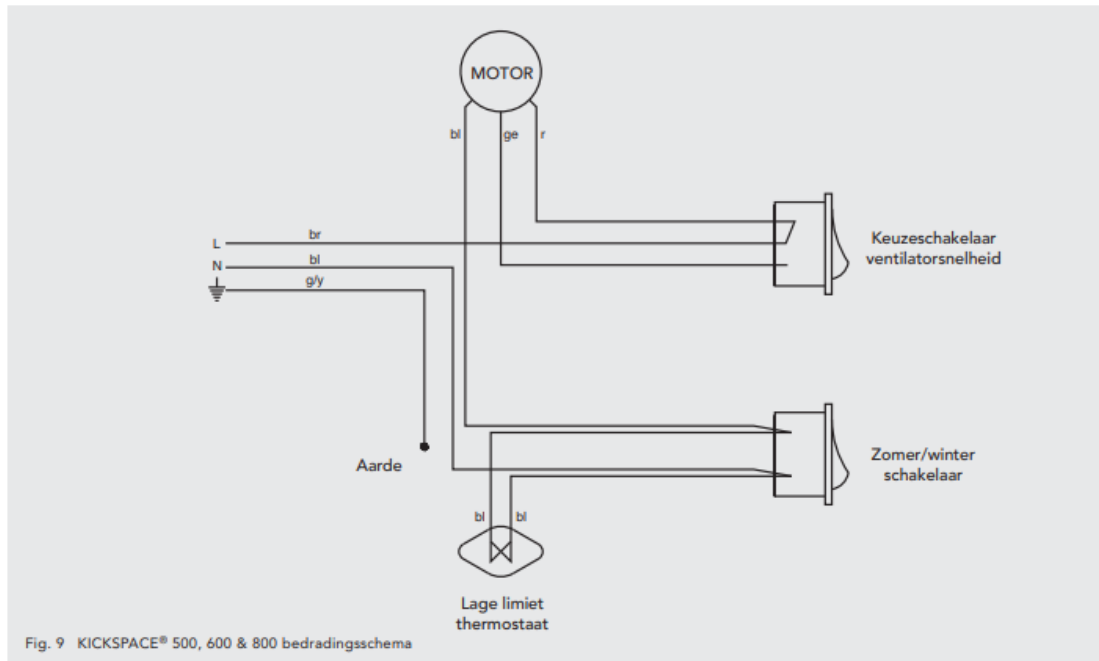 MOTOR
bl
ge
r
br
L
bl
N
g/y
Keuzeschakelaar
ventilatorsnelheid
Aarde
Zomer/winter
schakelaar
bl
bl
Lage limiet
thermostaat
Fig. 9 KICKSPACE® 500, 600 & 800 bedradingsschema